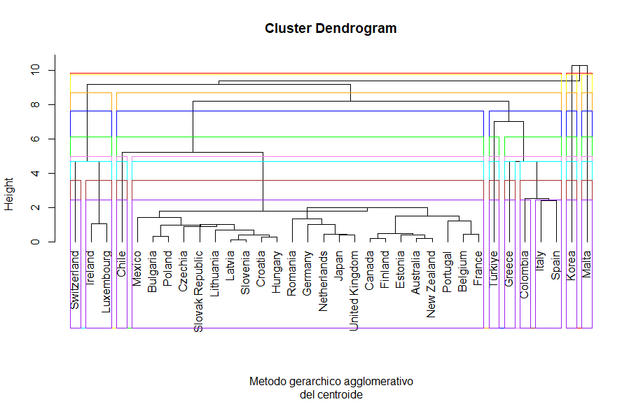 Cluster Dendrogram
Height
10
8
6
4
2
0
Switzerland
Ireland
Luxembourg
Chile
Mexico
Bulgaria
Poland
Czechia
Slovak Republic
Lithuania
Latvia
Slovenia
Croatia
Hungary
Romania
Germany
Netherlands
Japan
United Kingdom
Canada
Finland
Estonia
Australia
New Zealand
Portugal
Belgium
France
Türkiye
Greece
Colombia
Italy
Spain
Korea
Malta
Metodo gerarchico agglomerativo
del centroide